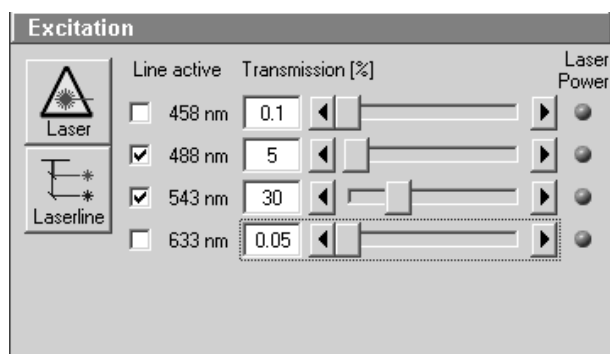 Excitation
Line active Transmission [%] Laser Power
Laser
458 nm 0.1
488 nm 5
543 nm 30
Laserline
633 nm 0.05